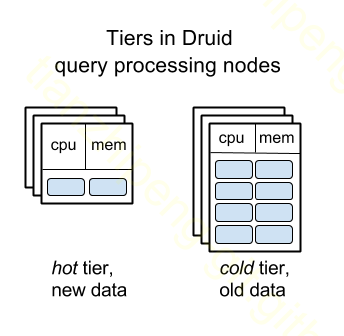 Tiers in Druid
query processing nodes
cpu mem
cpu mem
hot tier,
new data
cold tier,
old data